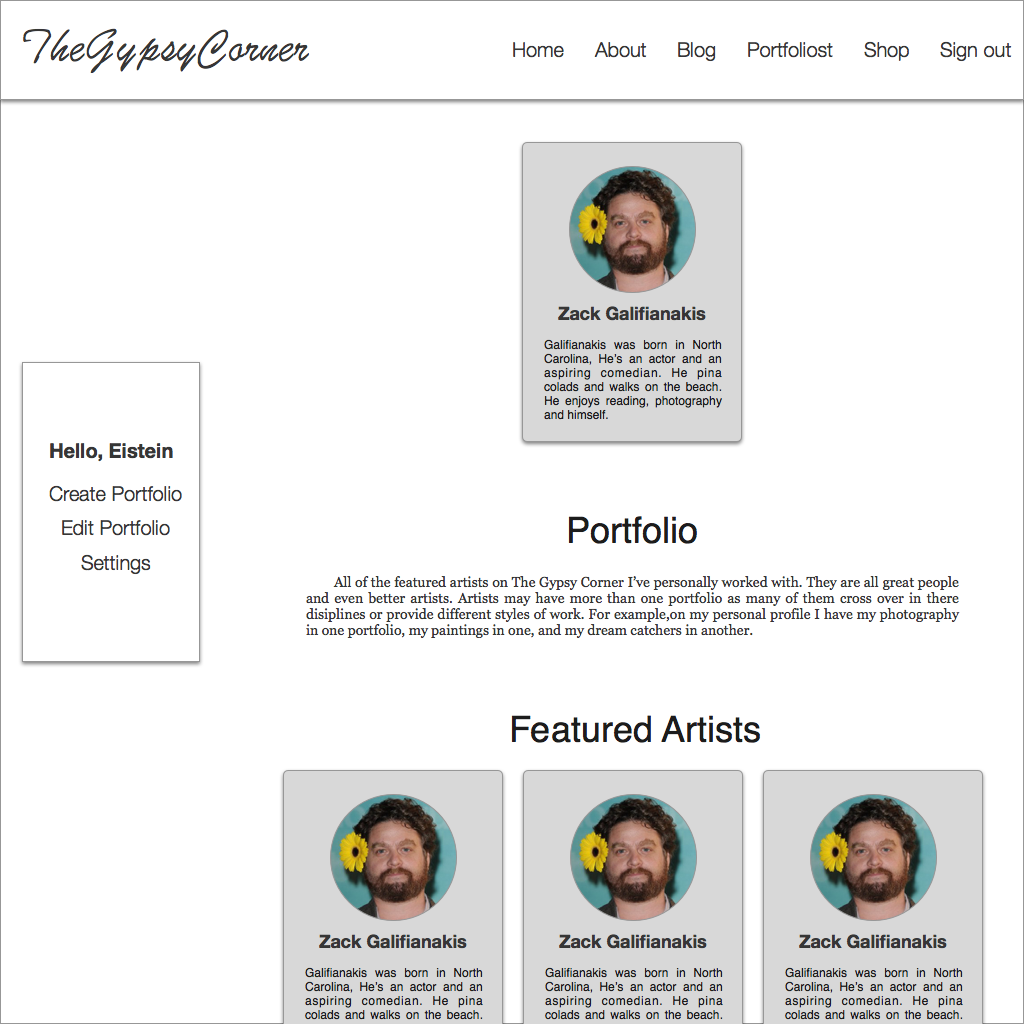 TheGypsyCorner
Home About Blog Portfoliost Shop Sign out
Zack Galifianakis
Galifianakis was born in North
Carolina, He's an actor and an
aspiring comedian. He pina
colads and walks on the beach.
He enjoys reading, photography
and himself.
Hello, Eistein
Create Portfolio
Edit Portfolio
Settings
Portfolio
All of the featured artists on The Gypsy Corner I've personally worked with. They are all great people
and even better artists. Artists may have more than one portfolio as many of them cross over in there
disiplines or provide different styles of work. For example,on my personal profile I have my photography
in one portfolio, my paintings in one, and my dream catchers in another.
Featured Artists
Zack Galifianakis
Galifianakis was born in North
Carolina, He's an actor and an
aspiring comedian. He pina
colads and walks on the beach.
Zack Galifianakis
Galifianakis was born in North
Carolina, He's an actor and an
aspiring comedian. He pina
colads and walks on the beach.
Zack Galifianakis
Galifianakis was born in North
Carolina, He's an actor and an
aspiring comedian. He pina
colads and walks on the beach.